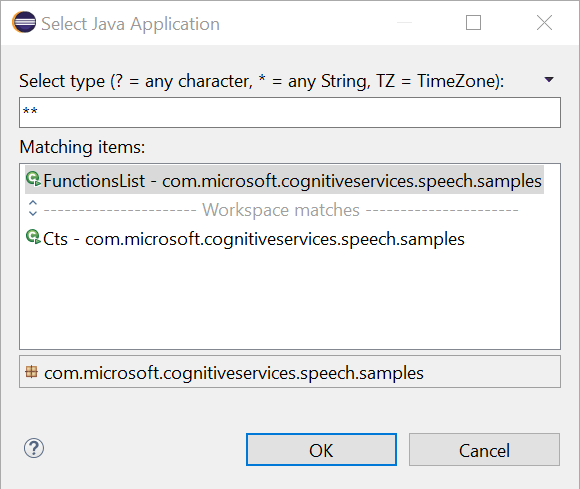 Select Java Application
Select type (? = any character, * = any String, TZ = TimeZone):
**
Matching items:
FunctionsList - com.microsoft.cognitiveservices.speech.samples
--------------------- Workspace matches ---------------------
Cts - com.microsoft.cognitiveservices.speech.samples
com.microsoft.cognitiveservices.speech.samples
? OK Cancel